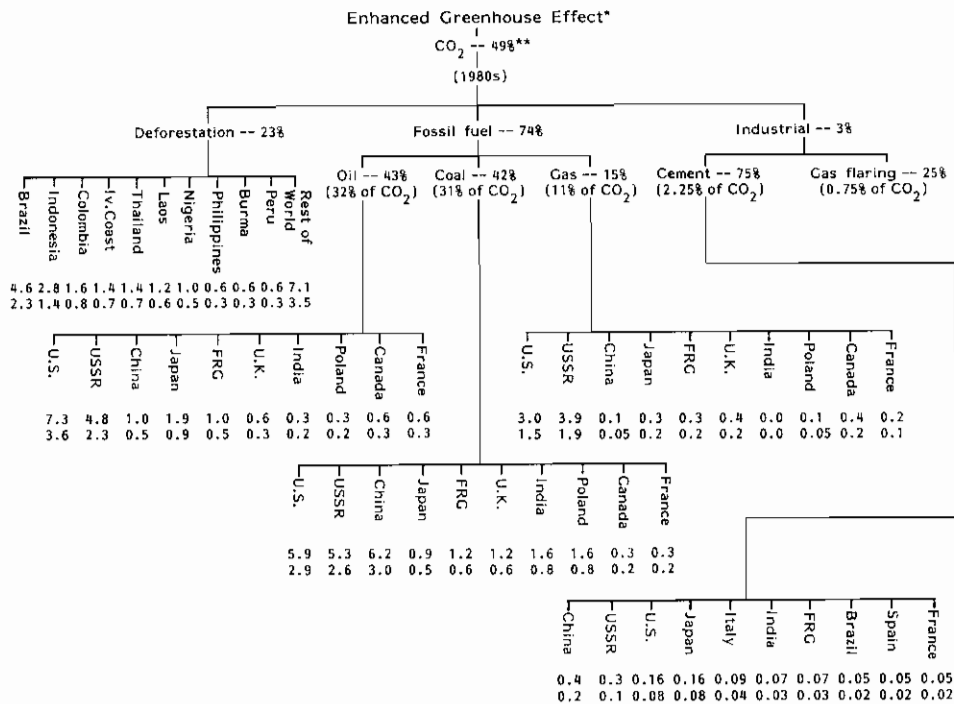 Enhanced Greenhouse Effect*
CO2 -- 49%**
(1980s)
Deforestation -- 23%
Fossil fuel -- 74%
Industrial -- 3%
Oil -- 43%
(32% of CO2)
Coal -- 42%
(31% of CO2)
Gas -- 15%
(11% of CO2)
Cement -- 75%
(2.25% of CO2)
Gas flaring -- 25%
(0.75% of CO2)
Brazil Indonesia Colombia Iv.Coast Thailand Laos Nigeria Philippines Burma Peru Rest of World
4.6 2.8 1.6 1.4 1.4 1.2 1.0 0.6 0.6 0.6 7.1
2.3 1.4 0.8 0.7 0.7 0.6 0.5 0.3 0.3 0.3 3.5
U.S. USSR China Japan FRG U.K. India Poland Canada France
7.3 4.8 1.0 1.9 1.0 0.6 0.3 0.3 0.6 0.6
3.6 2.3 0.5 0.9 0.5 0.3 0.2 0.2 0.3 0.3
U.S. USSR China Japan FRG U.K. India Poland Canada France
3.0 3.9 0.1 0.3 0.3 0.4 0.0 0.1 0.4 0.2
1.5 1.9 0.05 0.2 0.2 0.2 0.0 0.05 0.2 0.1
U.S. USSR China Japan FRG U.K. India Poland Canada France
5.9 5.3 6.2 0.9 1.2 1.2 1.6 1.6 0.3 0.3
2.9 2.6 3.0 0.5 0.6 0.6 0.8 0.8 0.2 0.2
China USSR U.S. Japan Italy India FRG Brazil Spain France
0.4 0.3 0.16 0.16 0.09 0.07 0.07 0.05 0.05 0.05
0.2 0.1 0.08 0.08 0.04 0.03 0.03 0.02 0.02 0.02